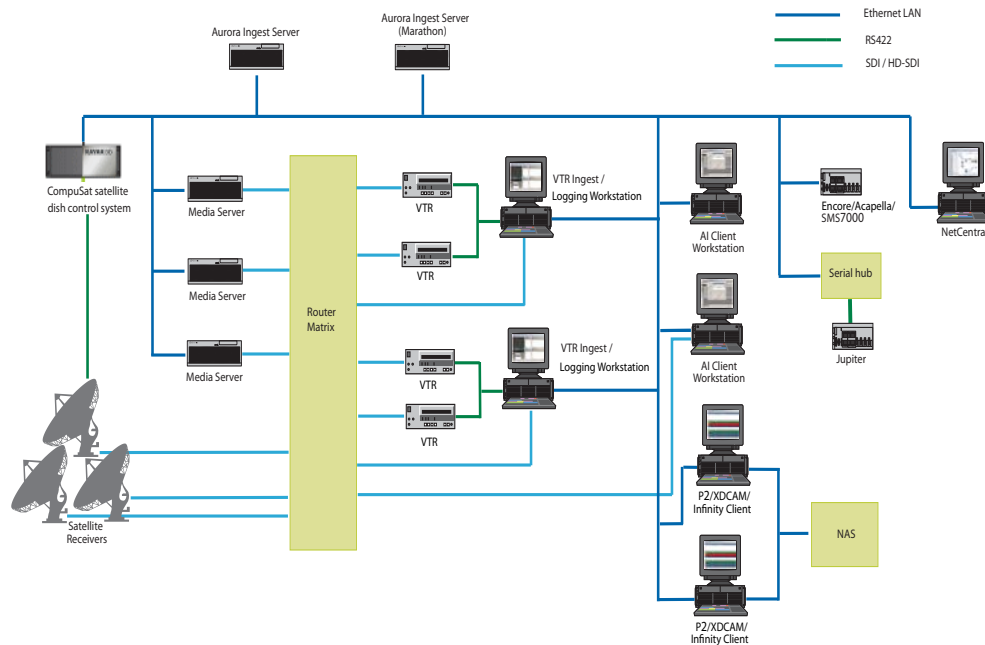 Aurora Ingest Server
Aurora Ingest Server
(Marathon)
Ethernet LAN
RS422
SDI / HD-SDI
CompuSat satellite
dish control system
Media Server
Media Server
Media Server
Router
Matrix
VTR
VTR
VTR
VTR
VTR Ingest /
Logging Workstation
VTR Ingest /
Logging Workstation
AI Client
Workstation
AI Client
Workstation
Encore/Acapella/
SMS7000
NetCentra
Serial hub
Jupiter
Satellite
Receivers
P2/XDCAM/
Infinity Client
NAS
P2/XDCAM/
Infinity Client